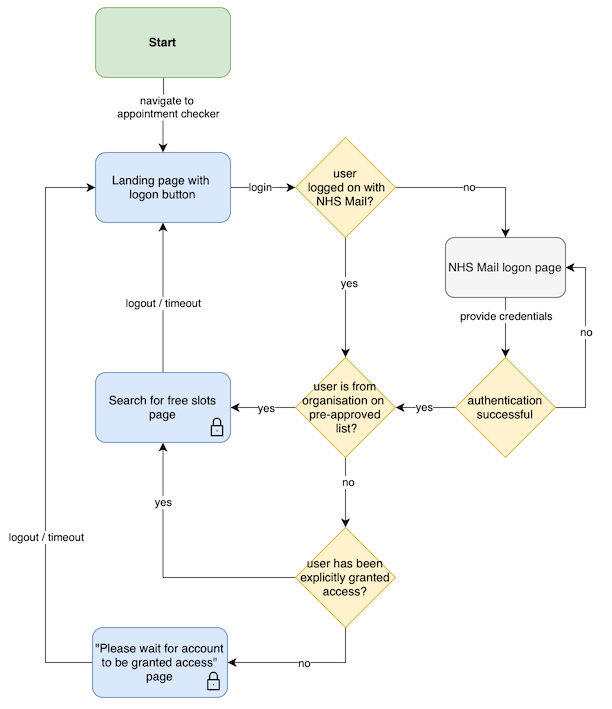 Start
navigate to
appointment checker
Landing page with
logon button
login
user
logged on with
NHS Mail?
no
NHS Mail logon page
yes
logout / timeout
provide credentials
no
Search for free slots
page
yes
user is from
organisation on
pre-approved
list?
yes
authentication
successful
no
yes
logout / timeout
user has been
explicitly granted
access?
"Please wait for account
to be granted access"
page
no